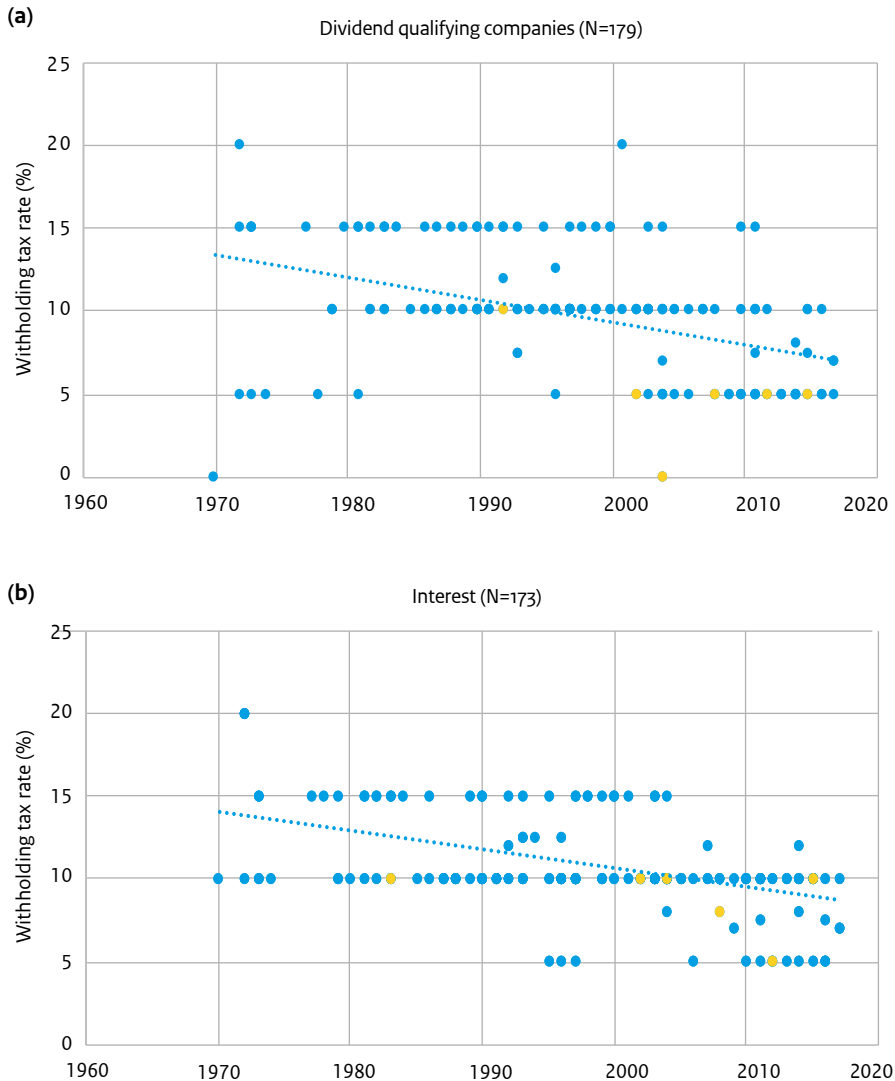 (a)
Dividend qualifying companies (N=179)
Withholding tax rate (%)
25
20
15
10
5
0
1960 1970 1980 1990 2000 2010 2020
(b)
Interest (N=173)
Withholding tax rate (%)
25
20
15
10
5
0
1960 1970 1980 1990 2000 2010 2020